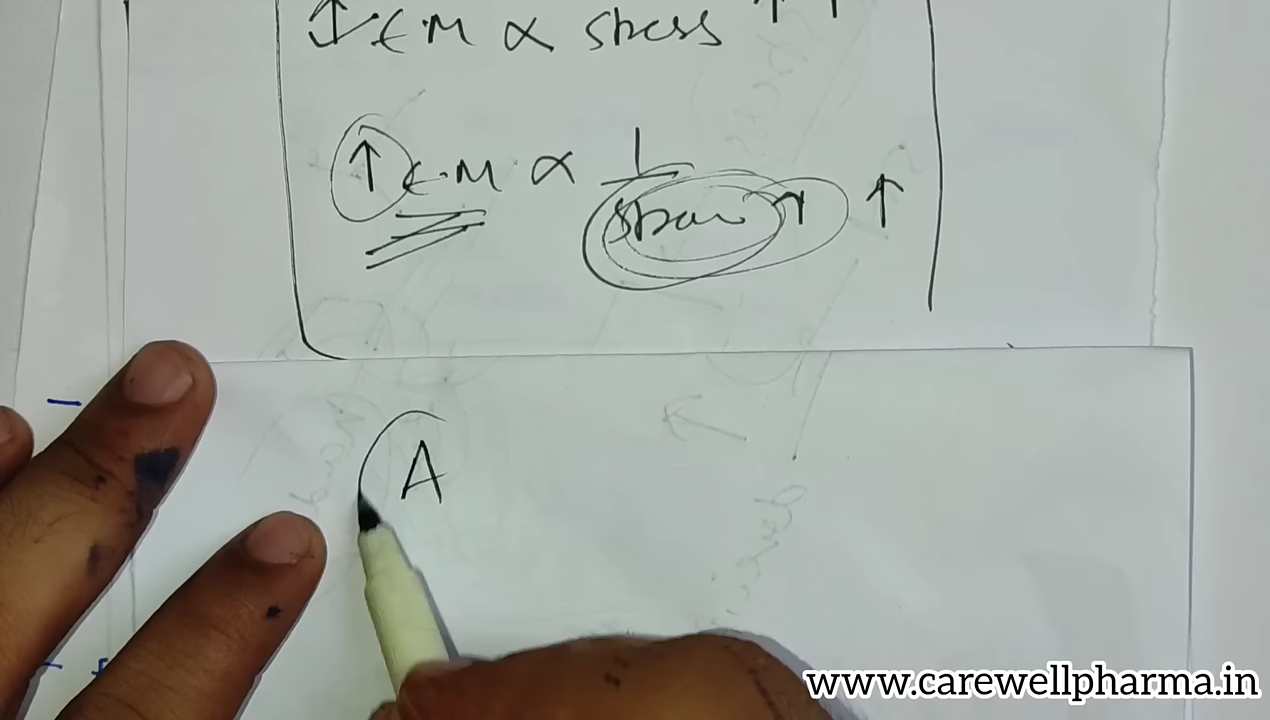 ↕ E.M ∝ stress ↑ ↑
↑ E.M ∝ 1
strain ↑ ↑
A
www.carewellpharma.in